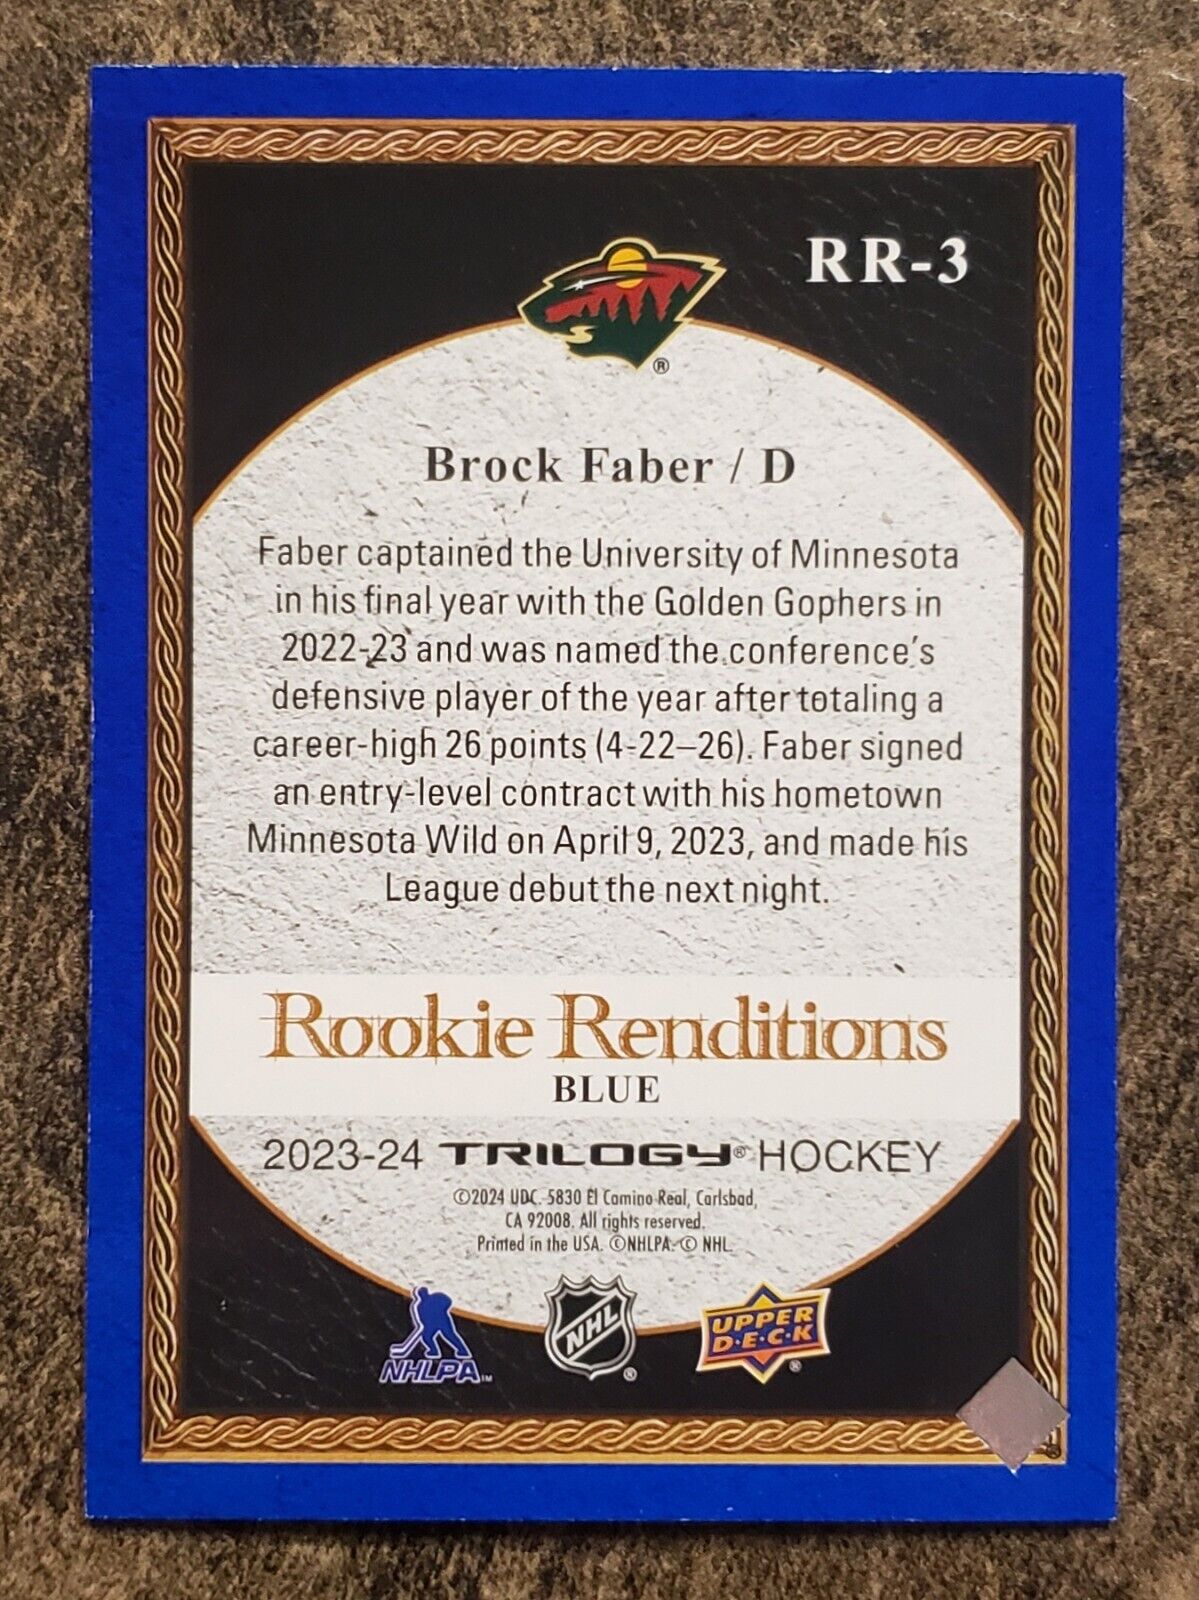 RR-3
®
Brock Faber / D
Faber captained the University of Minnesota
in his final year with the Golden Gophers in
2022-23 and was named the conference's
defensive player of the year after totaling a
career-high 26 points (4-22–26). Faber signed
an entry-level contract with his hometown
Minnesota Wild on April 9, 2023, and made his
League debut the next night.
Rookie Renditions
BLUE
2023-24 TRILOGY® HOCKEY
©2024 UDC. 5830 El Camino Real, Carlsbad,
CA 92008. All rights reserved.
Printed in the USA. ©NHLPA. © NHL.
NHLPA™
NHL®
UPPER
D·E·C·K®